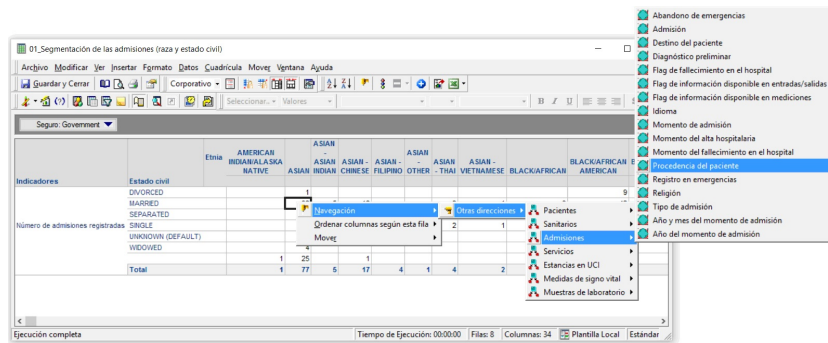 01_Segmentación de las admisiones (raza y estado civil)
Archivo Modificar Ver Insertar Formato Datos Cuadrícula Mover Ventana Ayuda
Guardar y Cerrar Corporativo
Seleccionar... Valores B I U
Seguro: Government
Indicadores Estado civil Etnia AMERICAN INDIAN/ALASKA NATIVE ASIAN ASIAN - ASIAN INDIAN ASIAN - CHINESE ASIAN - FILIPINO ASIAN - OTHER ASIAN - THAI ASIAN - VIETNAMESE BLACK/AFRICAN BLACK/AFRICAN AMERICAN
Número de admisiones registradas
DIVORCED 1 9
MARRIED
SEPARATED
SINGLE 2 1
UNKNOWN (DEFAULT)
WIDOWED 4
1 25 1
Total 1 77 5 17 4 1 4 2
Navegación
Ordenar columnas según esta fila
Mover
Otras direcciones
Pacientes
Sanitarios
Admisiones
Servicios
Estancias en UCI
Medidas de signo vital
Muestras de laboratorio
Abandono de emergencias
Admisión
Destino del paciente
Diagnóstico preliminar
Flag de fallecimiento en el hospital
Flag de información disponible en entradas/salidas
Flag de información disponible en mediciones
Idioma
Momento de admisión
Momento del alta hospitalaria
Momento del fallecimiento en el hospital
Procedencia del paciente
Registro en emergencias
Religión
Tipo de admisión
Año y mes del momento de admisión
Año del momento de admisión
Ejecución completa Tiempo de Ejecución: 00:00:00 Filas: 8 Columnas: 34 Plantilla Local Estándar